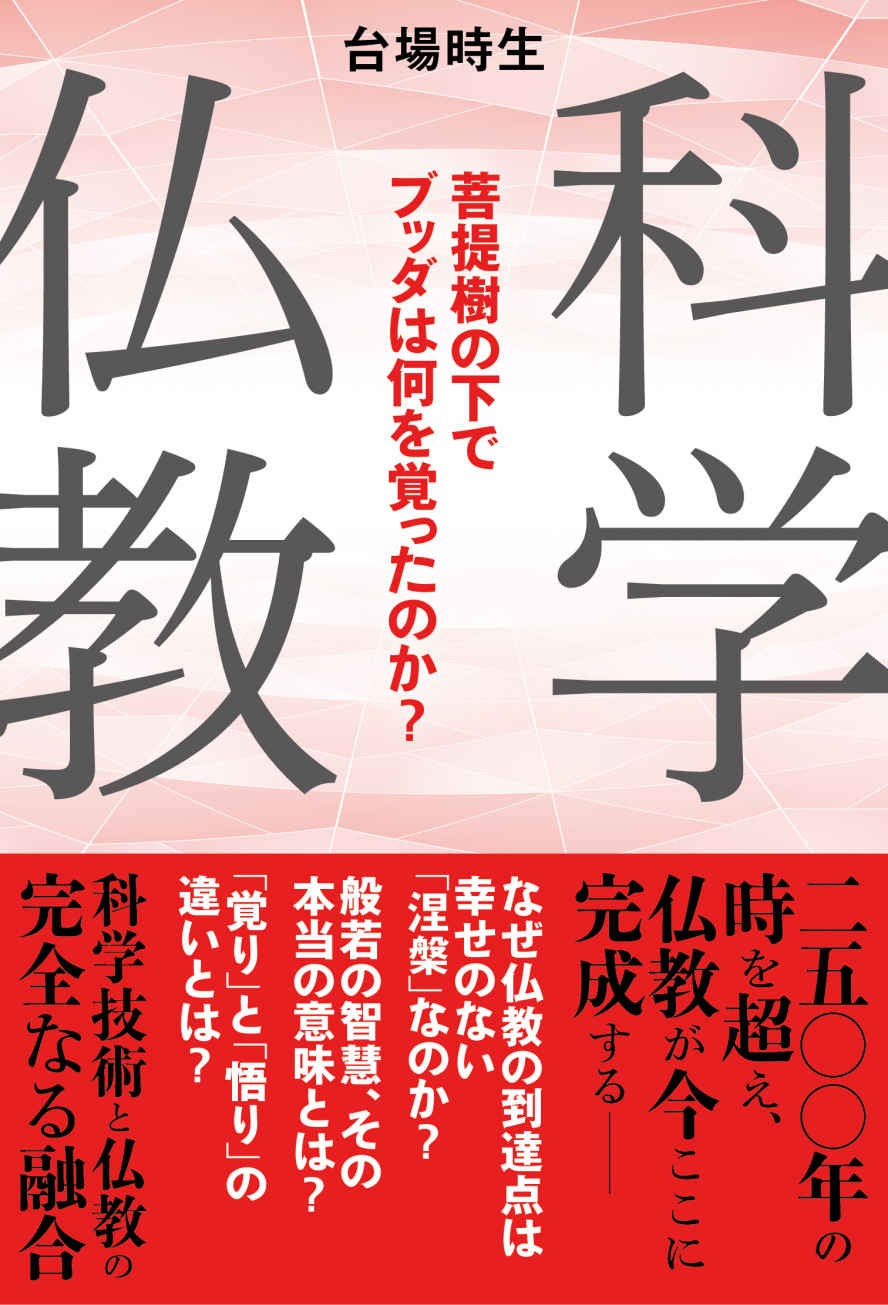 台場時生
科学
仏教
菩提樹の下で
ブッダは何を覚ったのか?
二五〇〇年の
時を超え、
仏教が今ここに
完成する――
なぜ仏教の到達点は
幸せのない
「涅槃」なのか?
般若の智慧、その
本当の意味とは?
「覚り」と「悟り」の
違いとは?
科学技術と仏教の
完全なる融合